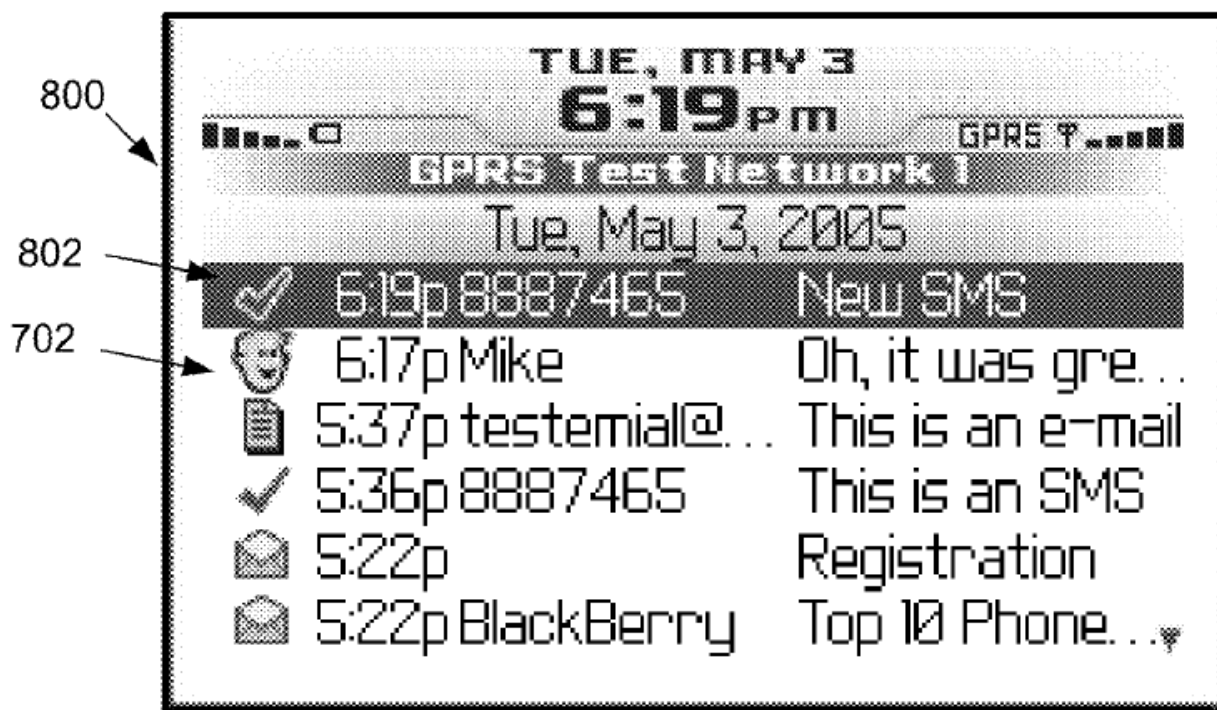 TUE, MAY 3
6:19PM
GPRS
GPRS Test Network 1
Tue, May 3, 2005
6:19p 8887465 New SMS
6:17p Mike Oh, it was gre...
5:37p testemial@... This is an e-mail
5:36p 8887465 This is an SMS
5:22p Registration
5:22p BlackBerry Top 10 Phone...
800
802
702